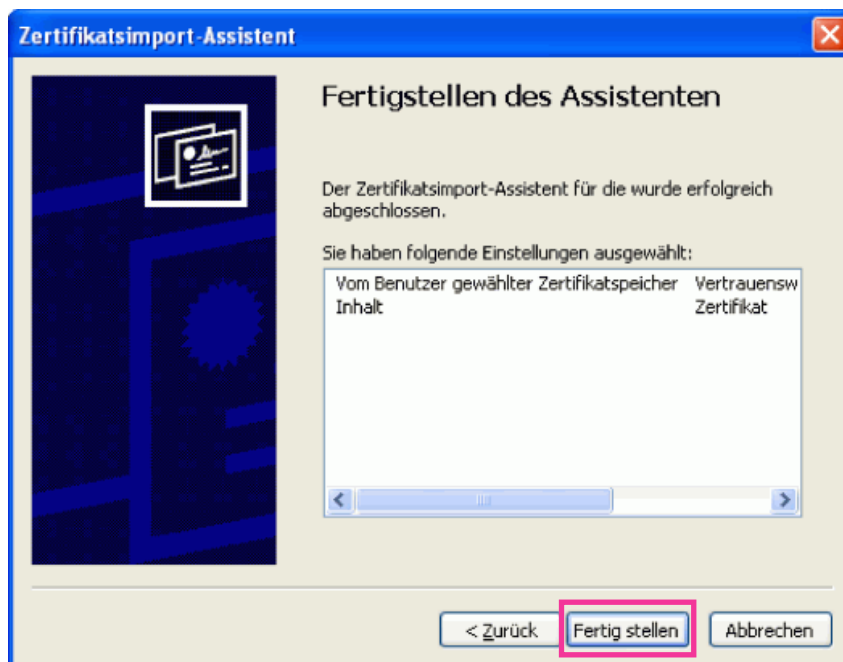 Zertifikatsimport-Assistent
Fertigstellen des Assistenten
Der Zertifikatsimport-Assistent für die wurde erfolgreich
abgeschlossen.
Sie haben folgende Einstellungen ausgewählt:
Vom Benutzer gewählter Zertifikatspeicher Vertrauensw
Inhalt Zertifikat
< Zurück Fertig stellen Abbrechen